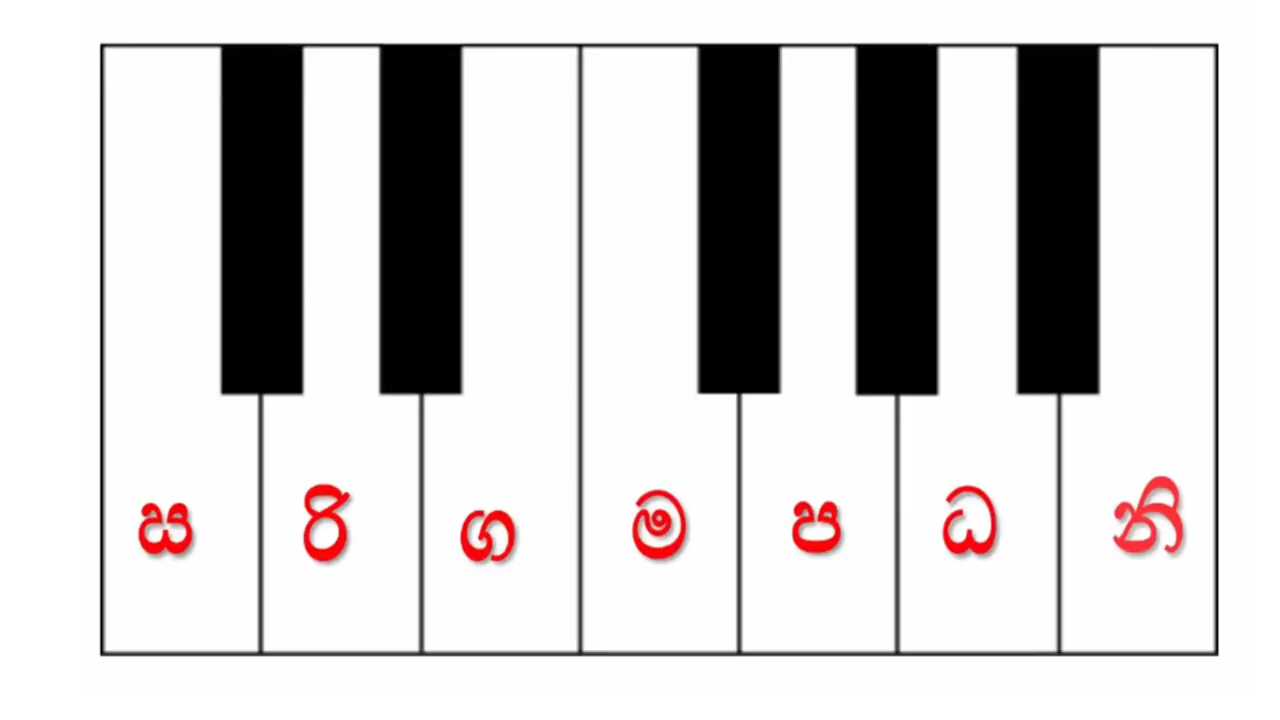 ස රි ග ම ප ධ නි